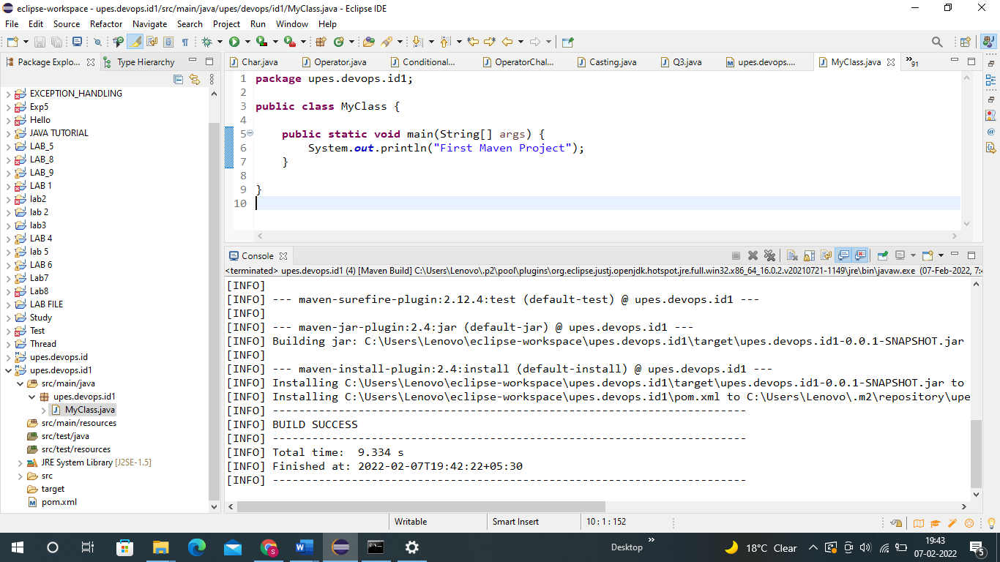 eclipse-workspace - upes.devops.id1/src/main/java/upes/devops/id1/MyClass.java - Eclipse IDE
File Edit Source Refactor Navigate Search Project Run Window Help
Package Explo... Type Hierarchy
EXCEPTION_HANDLING
Exp5
Hello
JAVA TUTORIAL
LAB_5
LAB_8
LAB_9
LAB 1
lab2
lab 2
lab3
LAB 4
lab 5
LAB 6
Lab7
Lab8
LAB FILE
Study
Test
Thread
upes.devops.id
upes.devops.id1
src/main/java
upes.devops.id1
MyClass.java
src/main/resources
src/test/java
src/test/resources
JRE System Library [J2SE-1.5]
src
target
pom.xml
Char.java Operator.java Conditional... OperatorChal... Casting.java Q3.java upes.devops.... MyClass.java 91
1 package upes.devops.id1;
2
3 public class MyClass {
4
5 public static void main(String[] args) {
6 System.out.println("First Maven Project");
7 }
8
9 }
10
Console
<terminated> upes.devops.id1 (4) [Maven Build] C:\Users\Lenovo\.p2\pool\plugins\org.eclipse.justj.openjdk.hotspot.jre.full.win32.x86_64_16.0.2.v20210721-1149\jre\bin\javaw.exe (07-Feb-2022, 7:4
[INFO]
[INFO] --- maven-surefire-plugin:2.12.4:test (default-test) @ upes.devops.id1 ---
[INFO]
[INFO] --- maven-jar-plugin:2.4:jar (default-jar) @ upes.devops.id1 ---
[INFO] Building jar: C:\Users\Lenovo\eclipse-workspace\upes.devops.id1\target\upes.devops.id1-0.0.1-SNAPSHOT.jar
[INFO]
[INFO] --- maven-install-plugin:2.4:install (default-install) @ upes.devops.id1 ---
[INFO] Installing C:\Users\Lenovo\eclipse-workspace\upes.devops.id1\target\upes.devops.id1-0.0.1-SNAPSHOT.jar to
[INFO] Installing C:\Users\Lenovo\eclipse-workspace\upes.devops.id1\pom.xml to C:\Users\Lenovo\.m2\repository\upe
[INFO] ------------------------------------------------------------------------
[INFO] BUILD SUCCESS
[INFO] ------------------------------------------------------------------------
[INFO] Total time:  9.334 s
[INFO] Finished at: 2022-02-07T19:42:22+05:30
[INFO] ------------------------------------------------------------------------
Writable Smart Insert 10 : 1 : 152
Desktop 18°C Clear 19:43
07-02-2022
5